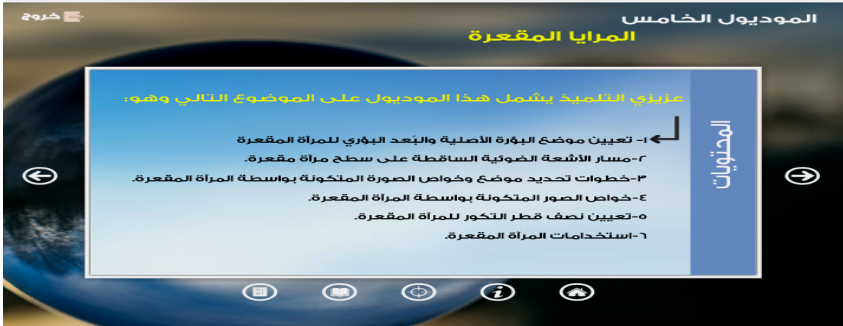 الموديول الخامس
خروج
المرايا المقعرة
المحتويات
عزيزي التلميذ يشمل هذا الموديول على الموضوع التالي وهو:
١- تعيين موضع البؤرة الأصلية والبُعد البؤري للمرآة المقعرة
٢-مسار الأشعة الضوئية الساقطة على سطح مرآة مقعرة.
٣-خطوات تحديد موضع وخواص الصورة المتكونة بواسطة المرآة المقعرة.
٤-خواص الصور المتكونة بواسطة المرآة المقعرة.
٥-تعيين نصف قطر التكور للمرآة المقعرة.
٦-استخدامات المرآة المقعرة.